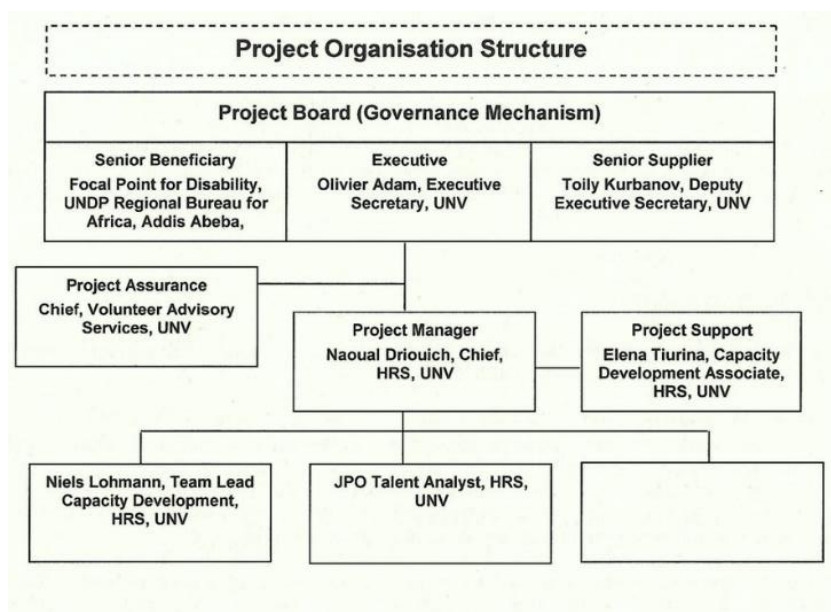 Project Organisation Structure
Project Board (Governance Mechanism)
Senior Beneficiary
Focal Point for Disability,
UNDP Regional Bureau for
Africa, Addis Abeba,
Executive
Olivier Adam, Executive
Secretary, UNV
Senior Supplier
Toily Kurbanov, Deputy
Executive Secretary, UNV
Project Assurance
Chief, Volunteer Advisory
Services, UNV
Project Manager
Naoual Driouich, Chief,
HRS, UNV
Project Support
Elena Tiurina, Capacity
Development Associate,
HRS, UNV
Niels Lohmann, Team Lead
Capacity Development,
HRS, UNV
JPO Talent Analyst, HRS,
UNV